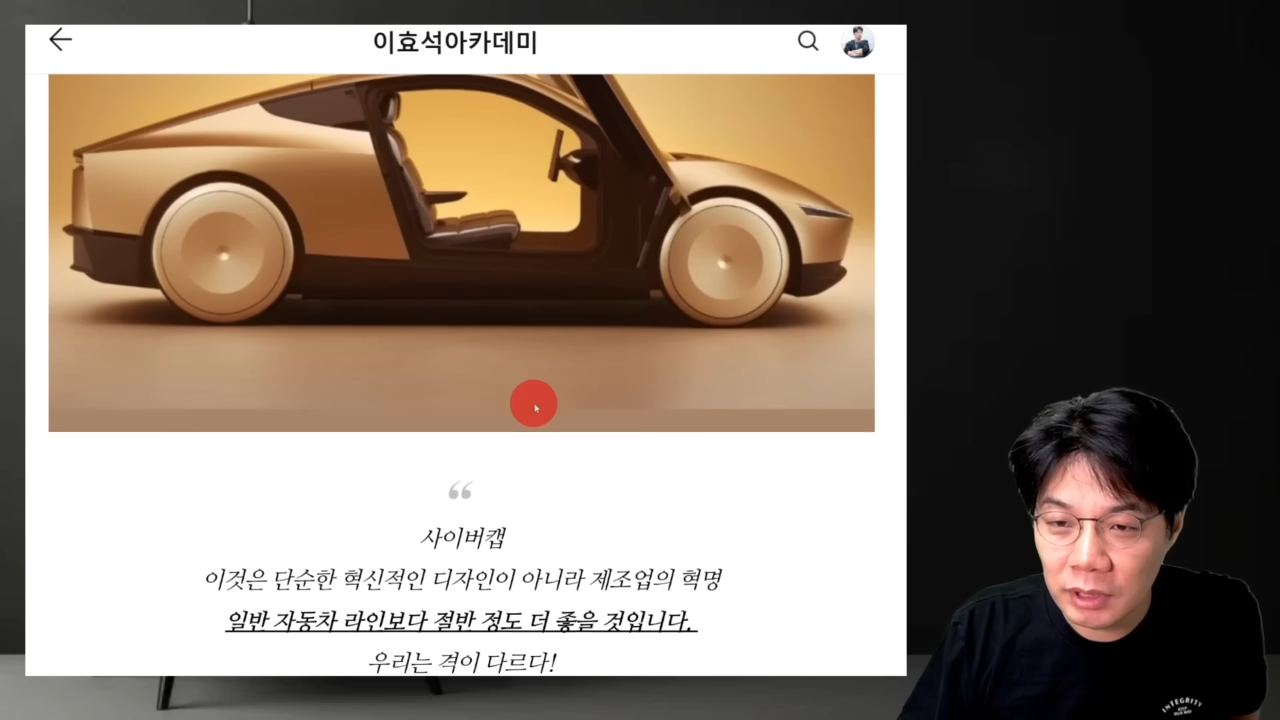 이효석아카데미
“
사이버캡
이것은 단순한 혁신적인 디자인이 아니라 제조업의 혁명
일반 자동차 라인보다 절반 정도 더 좋을 것입니다.
우리는 격이 다르다!
INTEGRITY